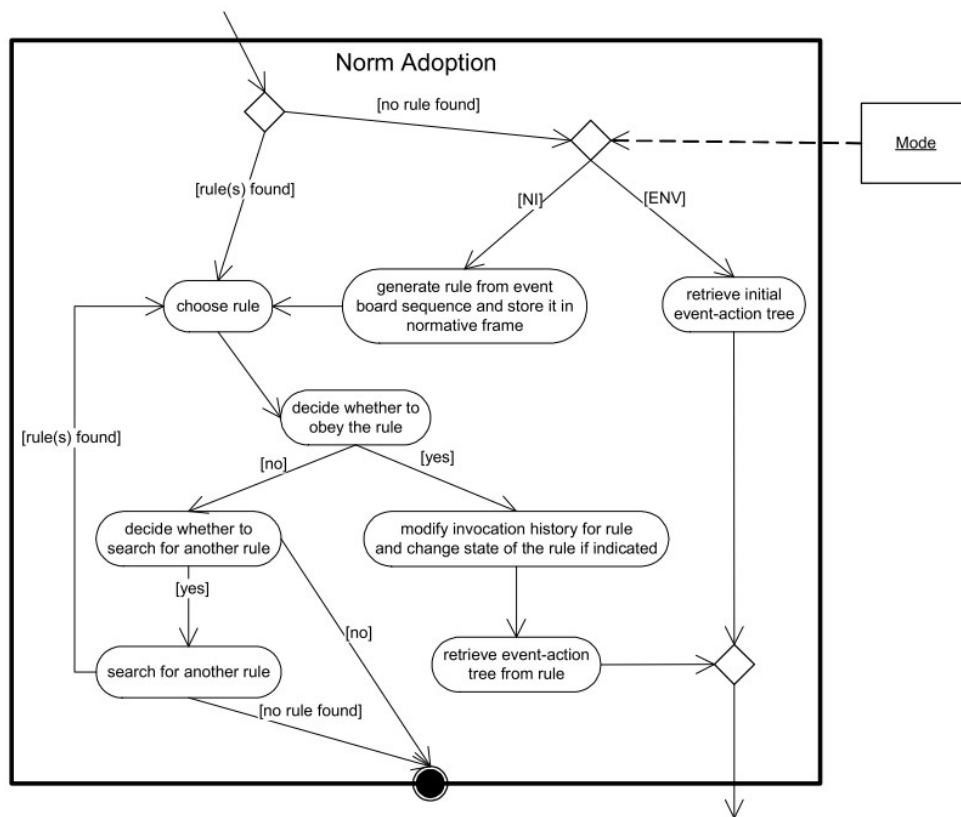 Norm Adoption
[no rule found]
Mode
[rule(s) found]
[NI]
[ENV]
choose rule
generate rule from event
board sequence and store it in
normative frame
retrieve initial
event-action tree
decide whether to
obey the rule
[rule(s) found]
[no]
[yes]
decide whether to
search for another rule
modify invocation history for rule
and change state of the rule if indicated
[yes]
[no]
search for another rule
retrieve event-action
tree from rule
[no rule found]